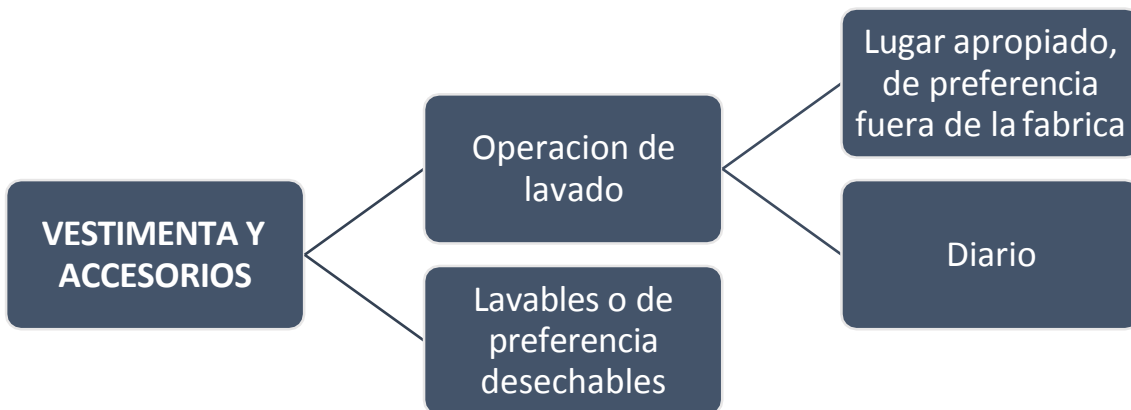 VESTIMENTA Y
ACCESORIOS
Operacion de
lavado
Lavables o de
preferencia
desechables
Lugar apropiado,
de preferencia
fuera de la fabrica
Diario